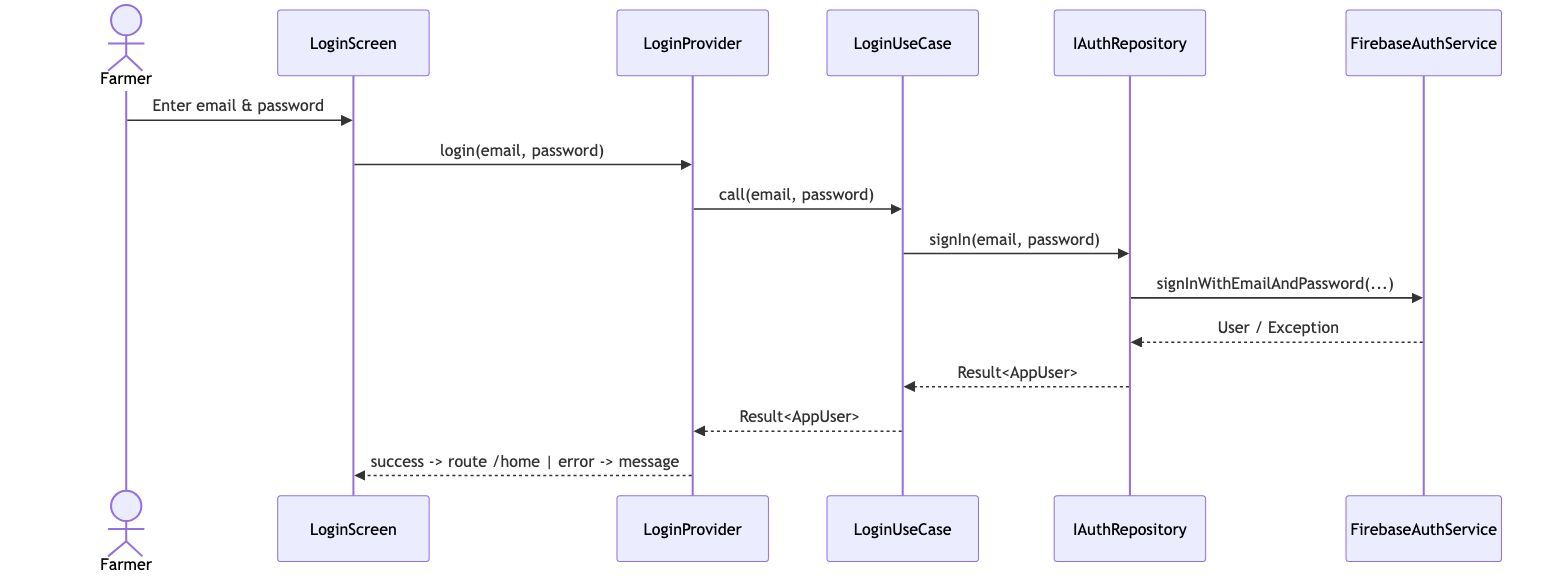 LoginScreen
LoginProvider
LoginUseCase
IAuthRepository
FirebaseAuthService
Farmer
Enter email & password
login(email, password)
call(email, password)
signIn(email, password)
signInWithEmailAndPassword(...)
User / Exception
Result<AppUser>
Result<AppUser>
success -> route /home | error -> message
LoginScreen
LoginProvider
LoginUseCase
IAuthRepository
FirebaseAuthService
Farmer